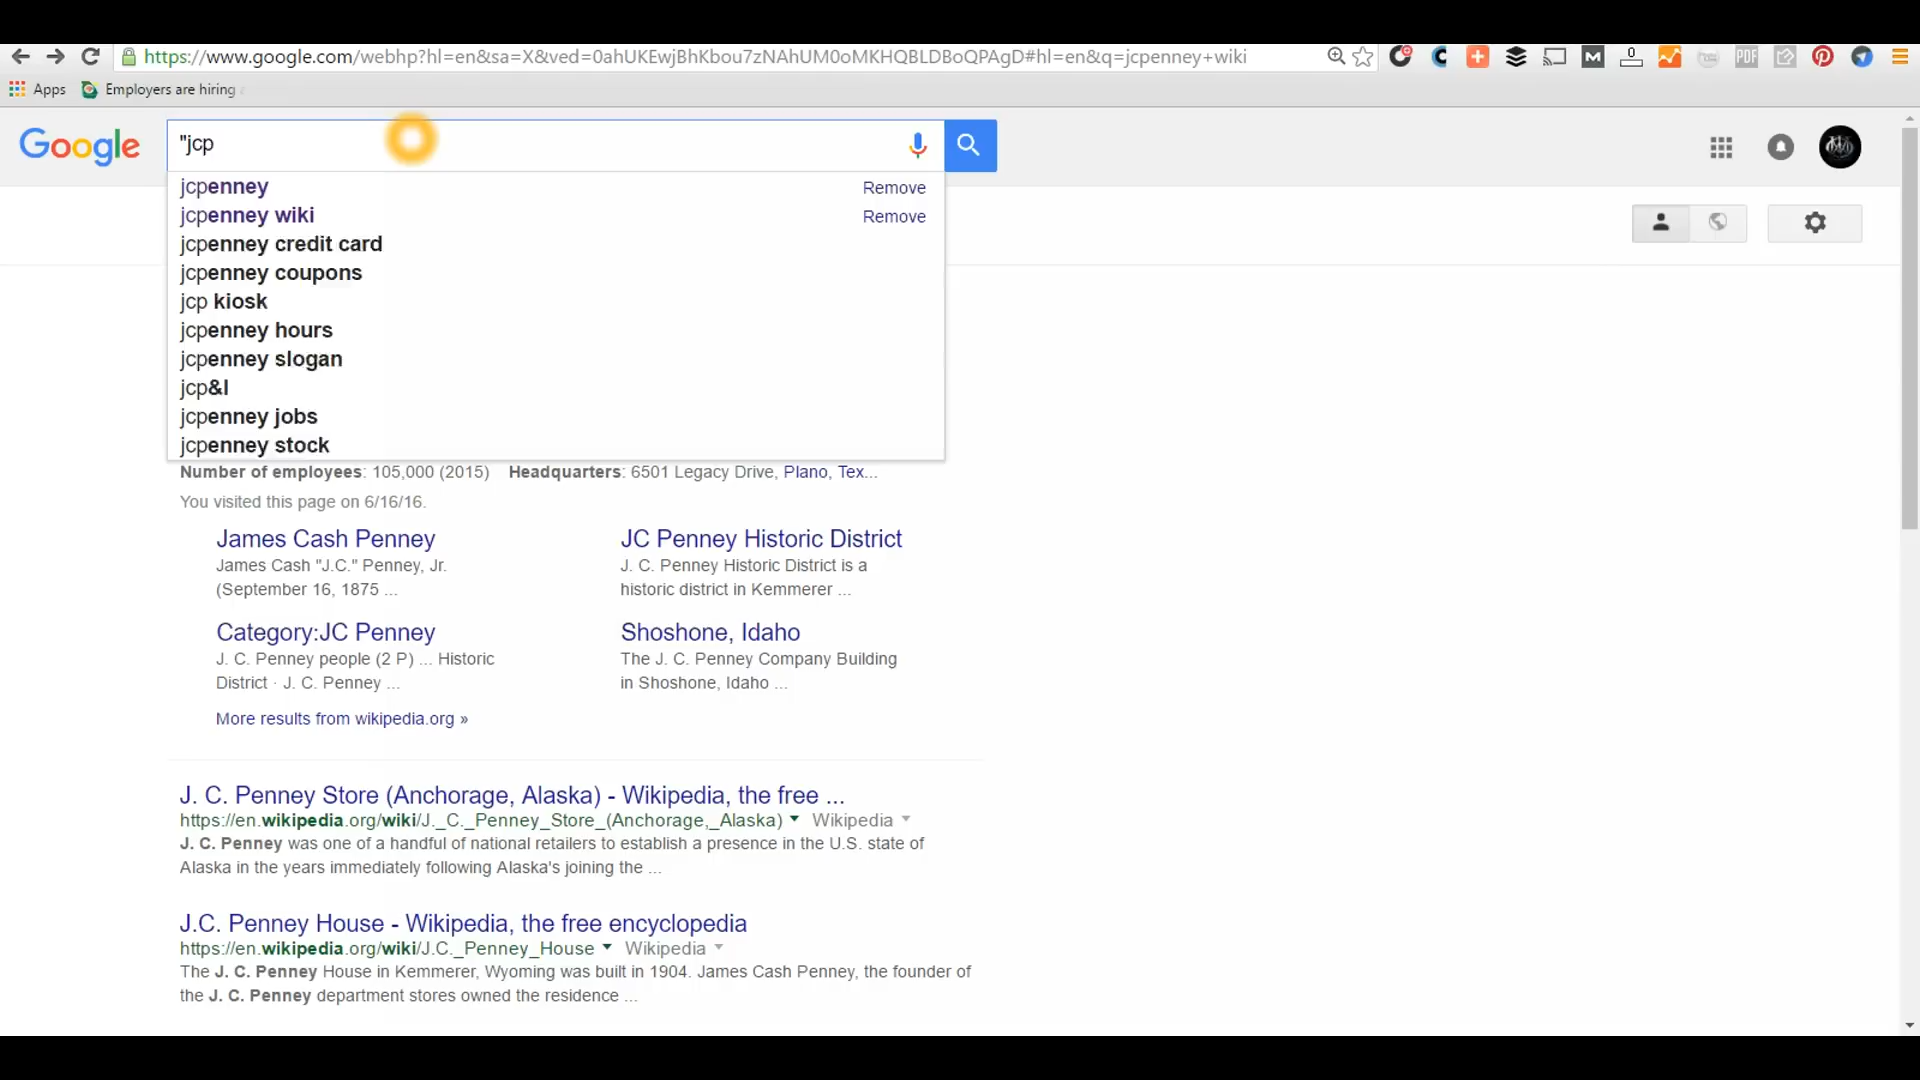 https://www.google.com/webhp?hl=en&sa=X&ved=0ahUKEwjBhKbou7zNAhUM0oMKHQBLDBoQPAgD#hl=en&q=jcpenney+wiki
Apps Employers are hiring
Google "jcp
jcpenney Remove
jcpenney wiki Remove
jcpenney credit card
jcpenney coupons
jcp kiosk
jcpenney hours
jcpenney slogan
jcp&l
jcpenney jobs
jcpenney stock
Number of employees: 105,000 (2015) Headquarters: 6501 Legacy Drive, Plano, Tex...
You visited this page on 6/16/16.
James Cash Penney
James Cash "J.C." Penney, Jr.
(September 16, 1875 ...
JC Penney Historic District
J. C. Penney Historic District is a
historic district in Kemmerer ...
Category:JC Penney
J. C. Penney people (2 P) ... Historic
District · J. C. Penney ...
Shoshone, Idaho
The J. C. Penney Company Building
in Shoshone, Idaho ...
More results from wikipedia.org »
J. C. Penney Store (Anchorage, Alaska) - Wikipedia, the free ...
https://en.wikipedia.org/wiki/J._C._Penney_Store_(Anchorage,_Alaska) Wikipedia
J. C. Penney was one of a handful of national retailers to establish a presence in the U.S. state of
Alaska in the years immediately following Alaska's joining the ...
J.C. Penney House - Wikipedia, the free encyclopedia
https://en.wikipedia.org/wiki/J.C._Penney_House Wikipedia
The J. C. Penney House in Kemmerer, Wyoming was built in 1904. James Cash Penney, the founder of
the J. C. Penney department stores owned the residence ...